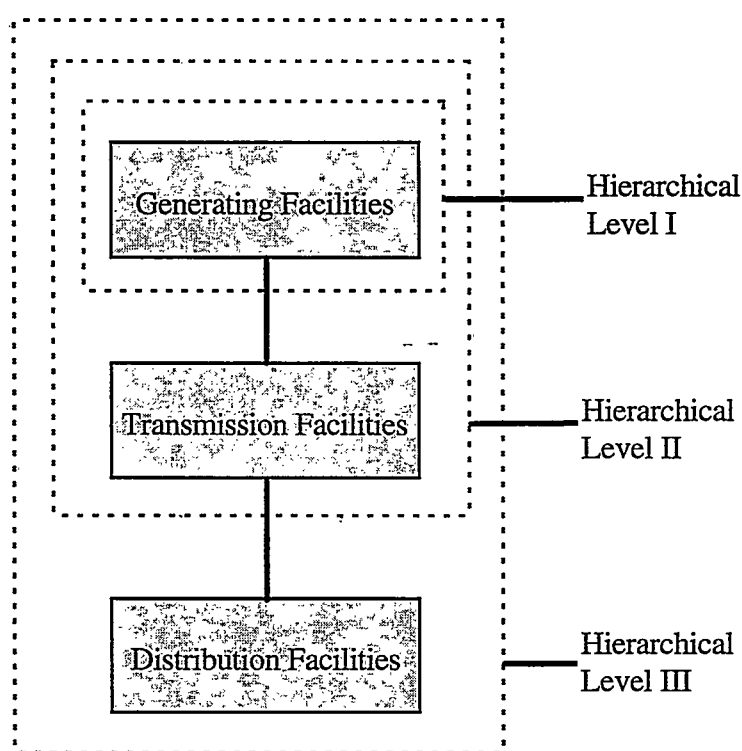 Generating Facilities
Hierarchical
Level I
Transmission Facilities
Hierarchical
Level II
Distribution Facilities
Hierarchical
Level III